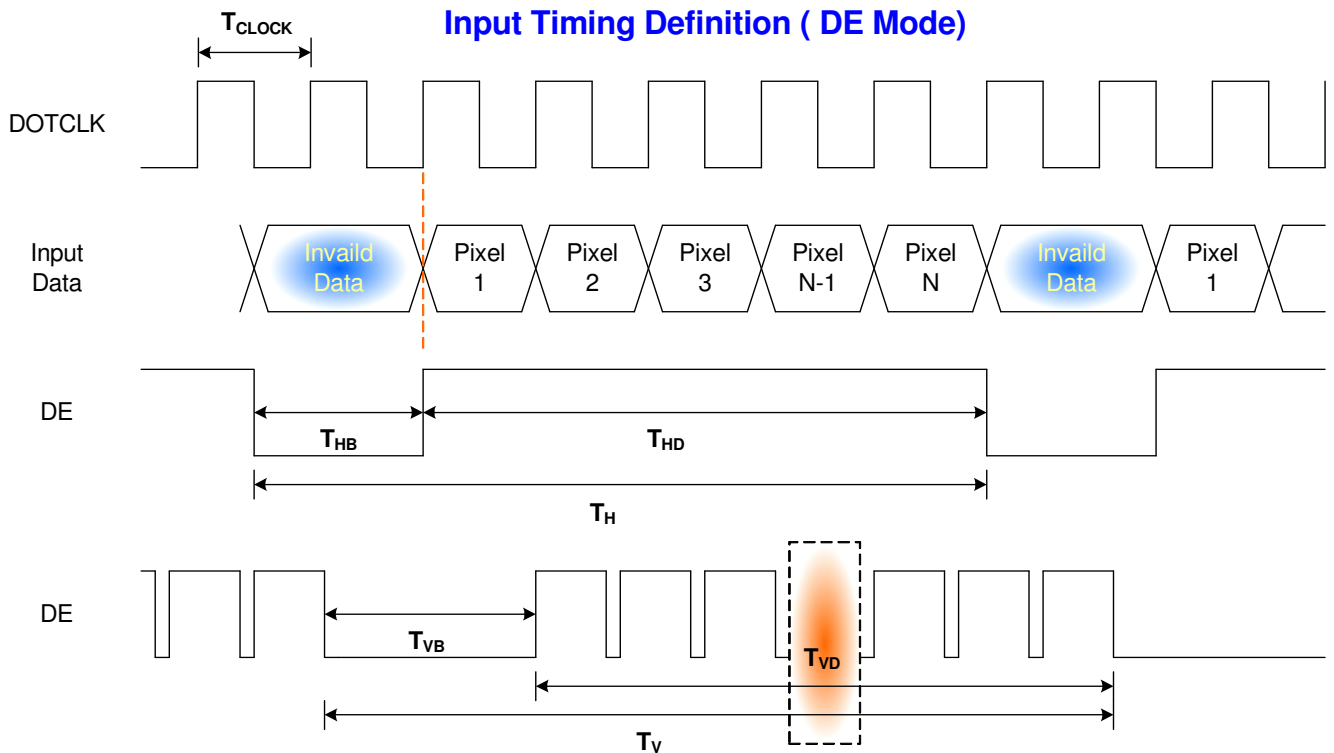 Input Timing Definition ( DE Mode)
TCLOCK
DOTCLK
Input
Data
Invaild
Data
Pixel
1
Pixel
2
Pixel
3
Pixel
N-1
Pixel
N
Invaild
Data
Pixel
1
DE
THB
THD
TH
DE
TVB
TVD
TV